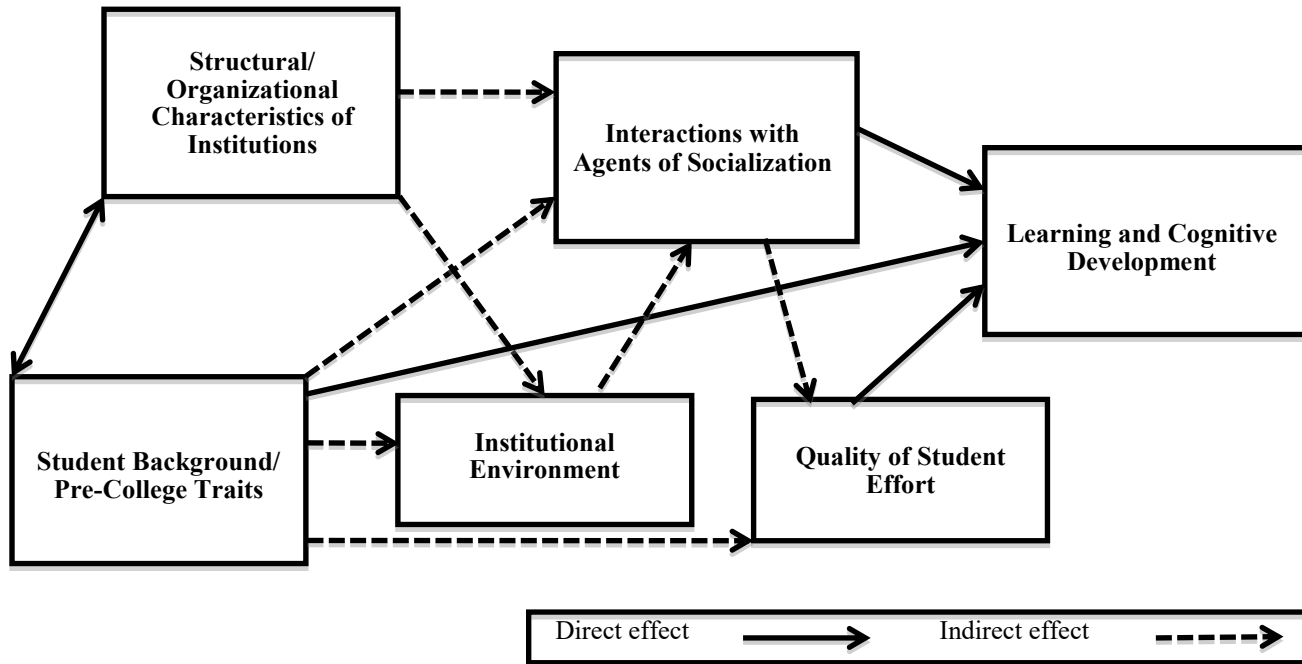 Structural/
Organizational
Characteristics of
Institutions
Interactions with
Agents of Socialization
Learning and Cognitive
Development
Student Background/
Pre-College Traits
Institutional
Environment
Quality of Student
Effort
Direct effect
Indirect effect